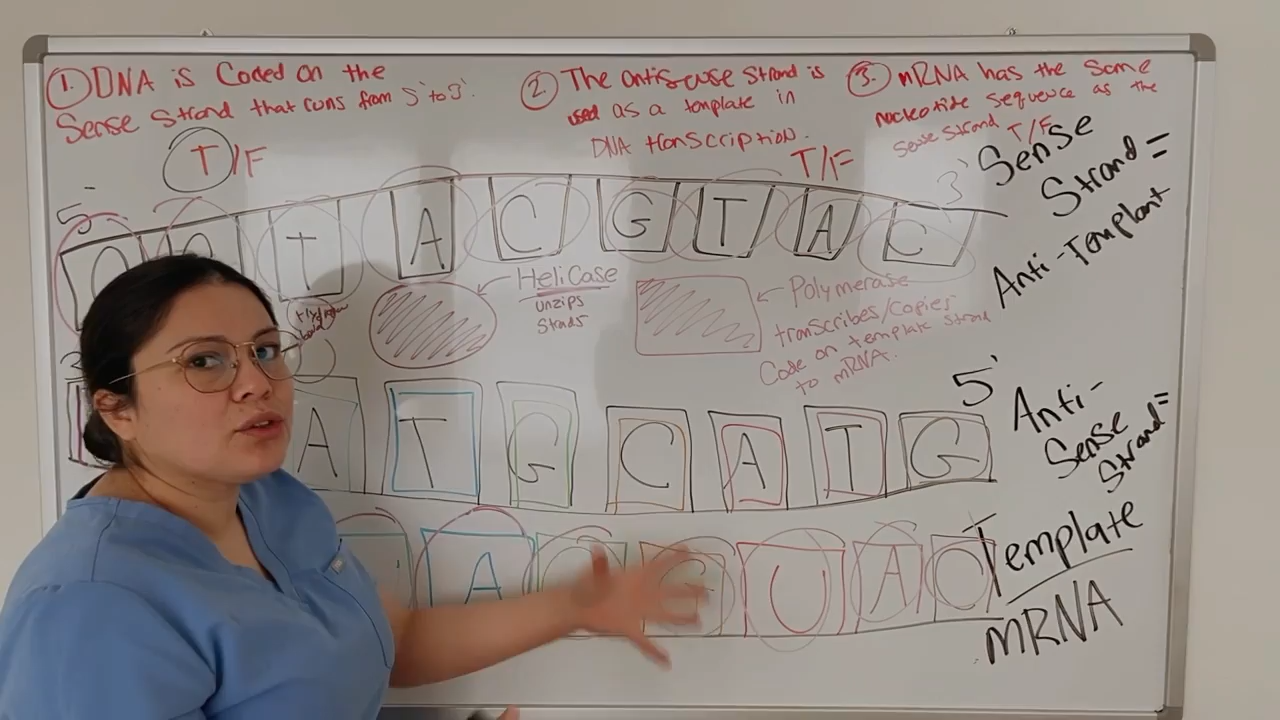 1. DNA is Coded on the
Sense Strand that runs from 5' to 3'.
T/F
2 The antisense Strand is
used as a template in
DNA transcription.
T/F
3. mRNA has the Same
nucleotide sequence as the
Sense Strand T/F
5'
3'
T A C G T A C
Sense
Strand =
Anti-Templant
Helicase
unzips
Polymerase
transcribes/Copies
Code on template Strand
to mRNA.
A T G C A T G
5'
Anti-
Sense
Strand=
Template
A G U A C
mRNA